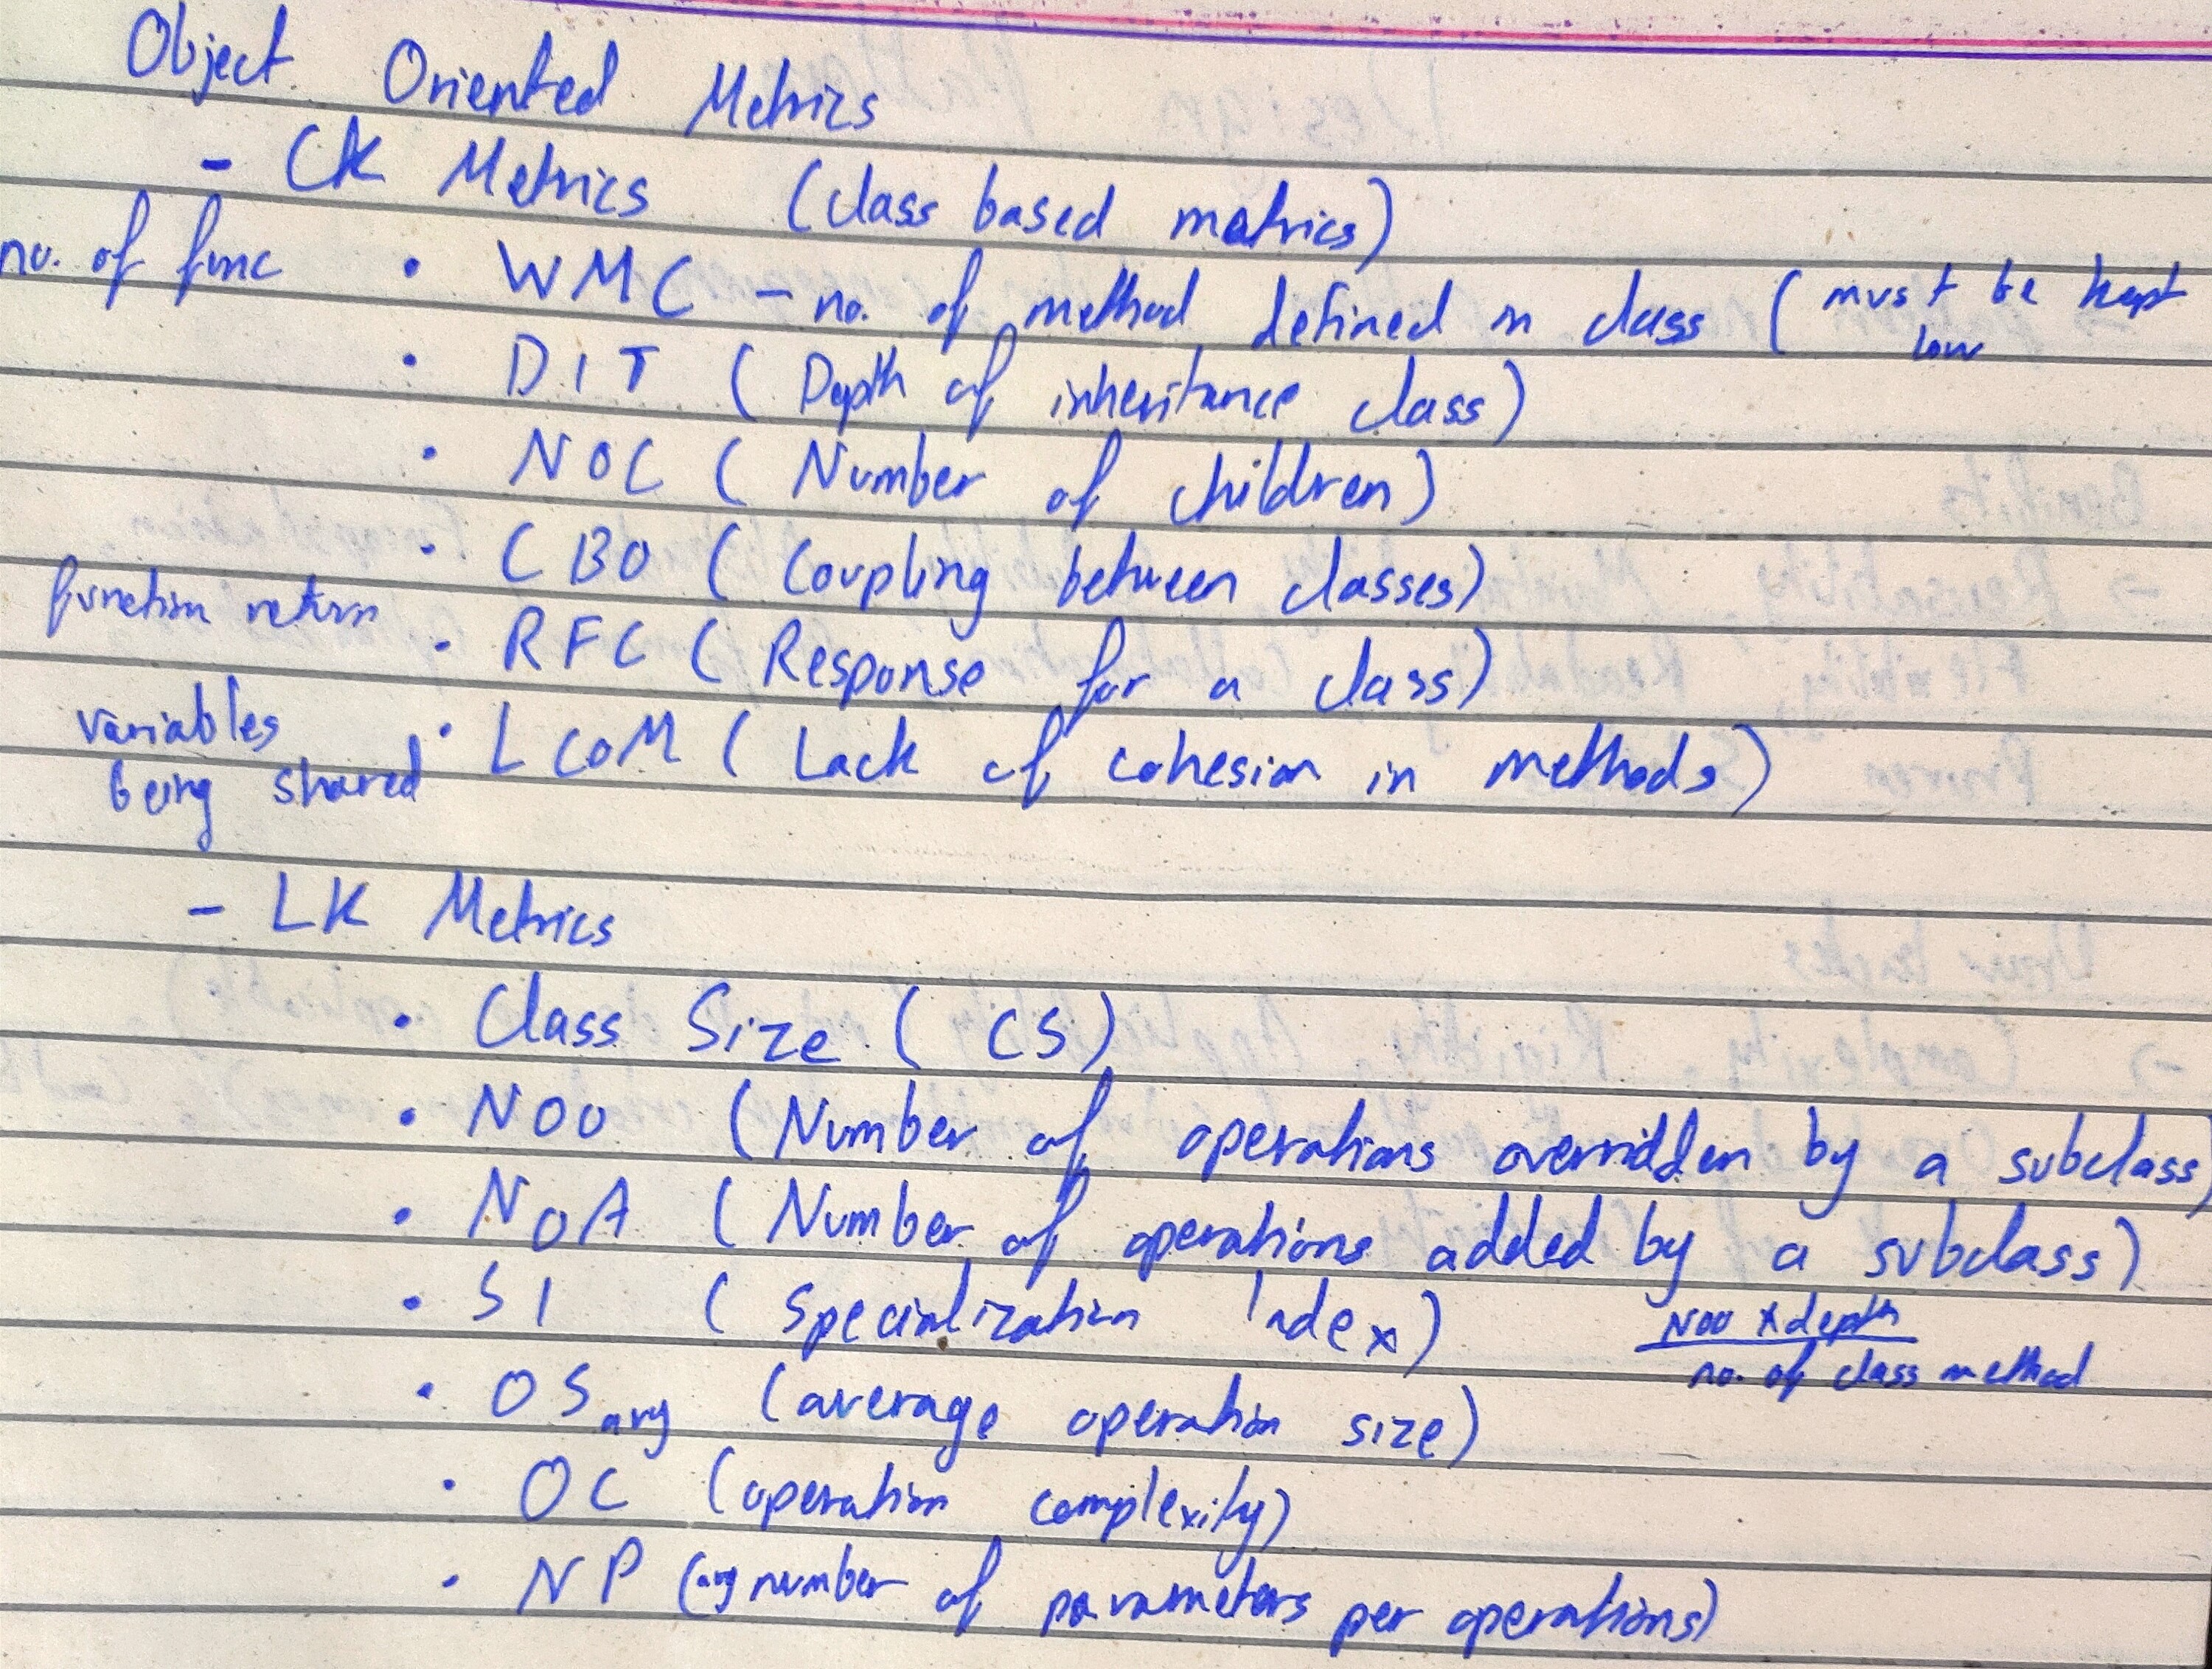 Object Oriented Metrics
- CK Metrics (class based metrics)
no. of func • WMC - no. of method defined in class (must be kept low
• DIT (Depth of inheritance class)
• NOC (Number of children)
• CBO (Coupling between classes)
function return • RFC (Response for a class)
variables being shared • LCOM (Lack of cohesion in methods)
- LK Metrics
• Class Size (CS)
• NOO (Number of operations overridden by a subclass)
• NOA (Number of operations added by a subclass)
• SI (Specialization Index) NOO x depth
no. of class method
• OS avg (average operation size)
• OC (operation complexity)
• NP (avg number of parameters per operations)